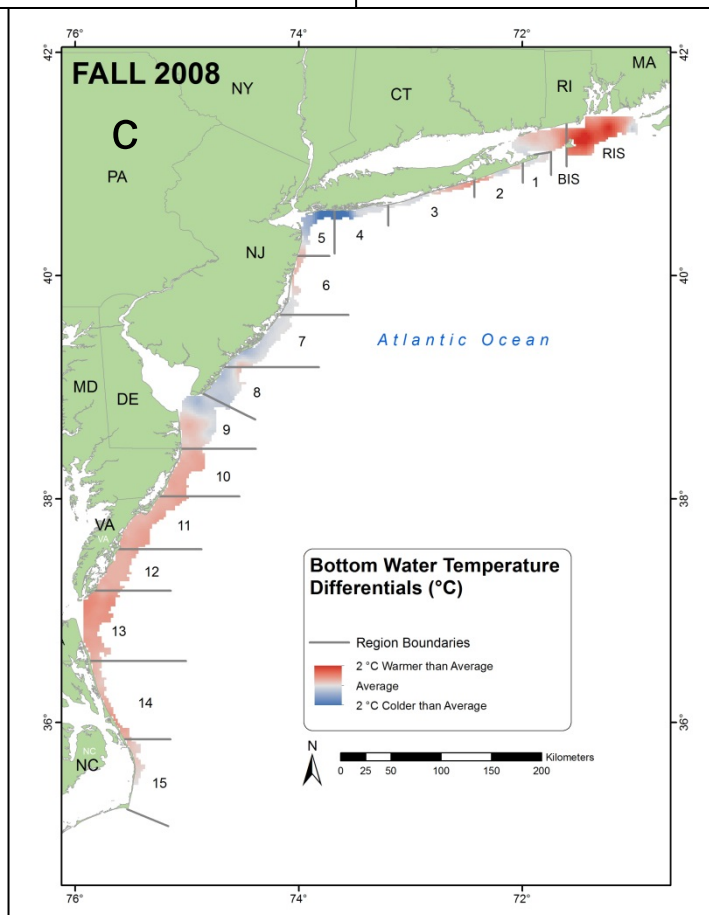 76°
74°
72°
42°
42°
FALL 2008
C
NY
CT
RI
MA
PA
RIS
BIS
1
2
3
4
5
NJ
40°
40°
6
7
Atlantic Ocean
MD
DE
8
9
10
38°
38°
VA
VA
11
12
13
14
15
36°
36°
NC
NC
Bottom Water Temperature
Differentials (°C)
Region Boundaries
2 °C Warmer than Average
Average
2 °C Colder than Average
N
Kilometers
0 25 50 100 150 200
76°
74°
72°